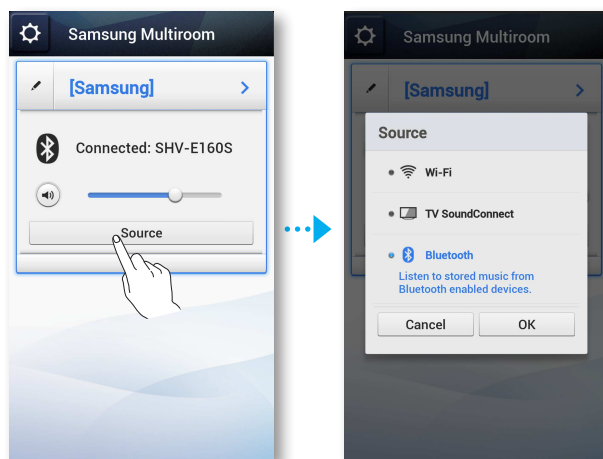 Samsung Multiroom
[Samsung]
Connected: SHV-E160S
Source
Samsung Multiroom
[Samsung]
Source
Wi-Fi
TV SoundConnect
Bluetooth
Listen to stored music from
Bluetooth enabled devices.
Cancel OK